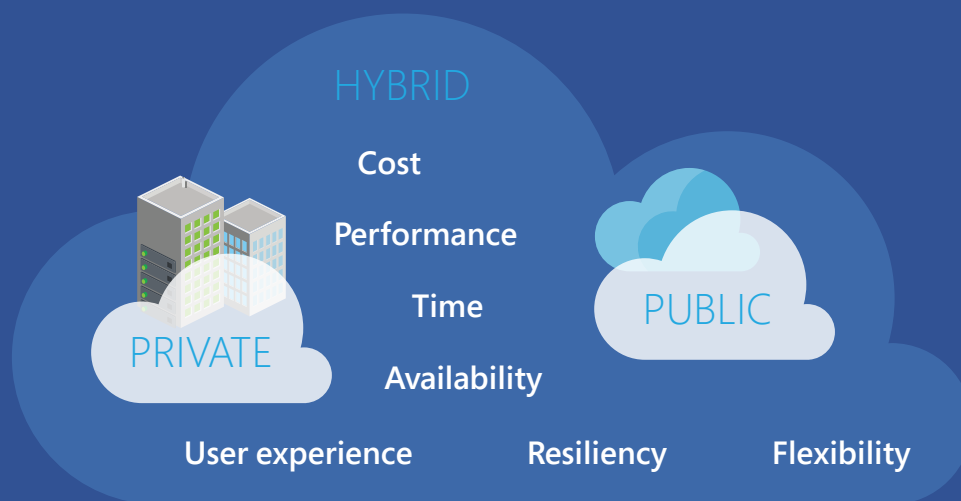 HYBRID
Cost
Performance
Time
PUBLIC
PRIVATE
Availability
User experience
Resiliency
Flexibility